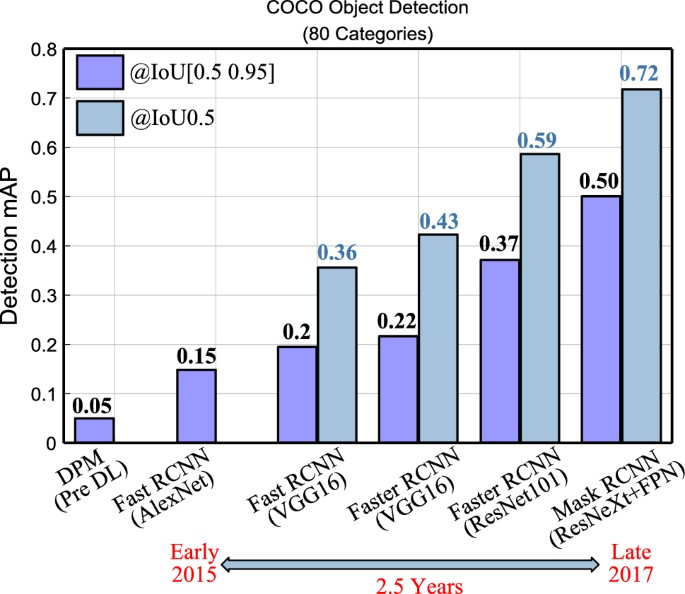 COCO Object Detection
(80 Categories)
Detection mAP
0.8
0.7
0.6
0.5
0.4
0.3
0.2
0.1
0
@IoU[0.5 0.95]
@IoU0.5
0.05
0.15
0.2
0.36
0.22
0.43
0.37
0.59
0.50
0.72
DPM
(Pre DL)
Fast RCNN
(AlexNet)
Fast RCNN
(VGG16)
Faster RCNN
(VGG16)
Faster RCNN
(ResNet101)
Mask RCNN
(ResNeXt+FPN)
Early
2015
2.5 Years
Late
2017